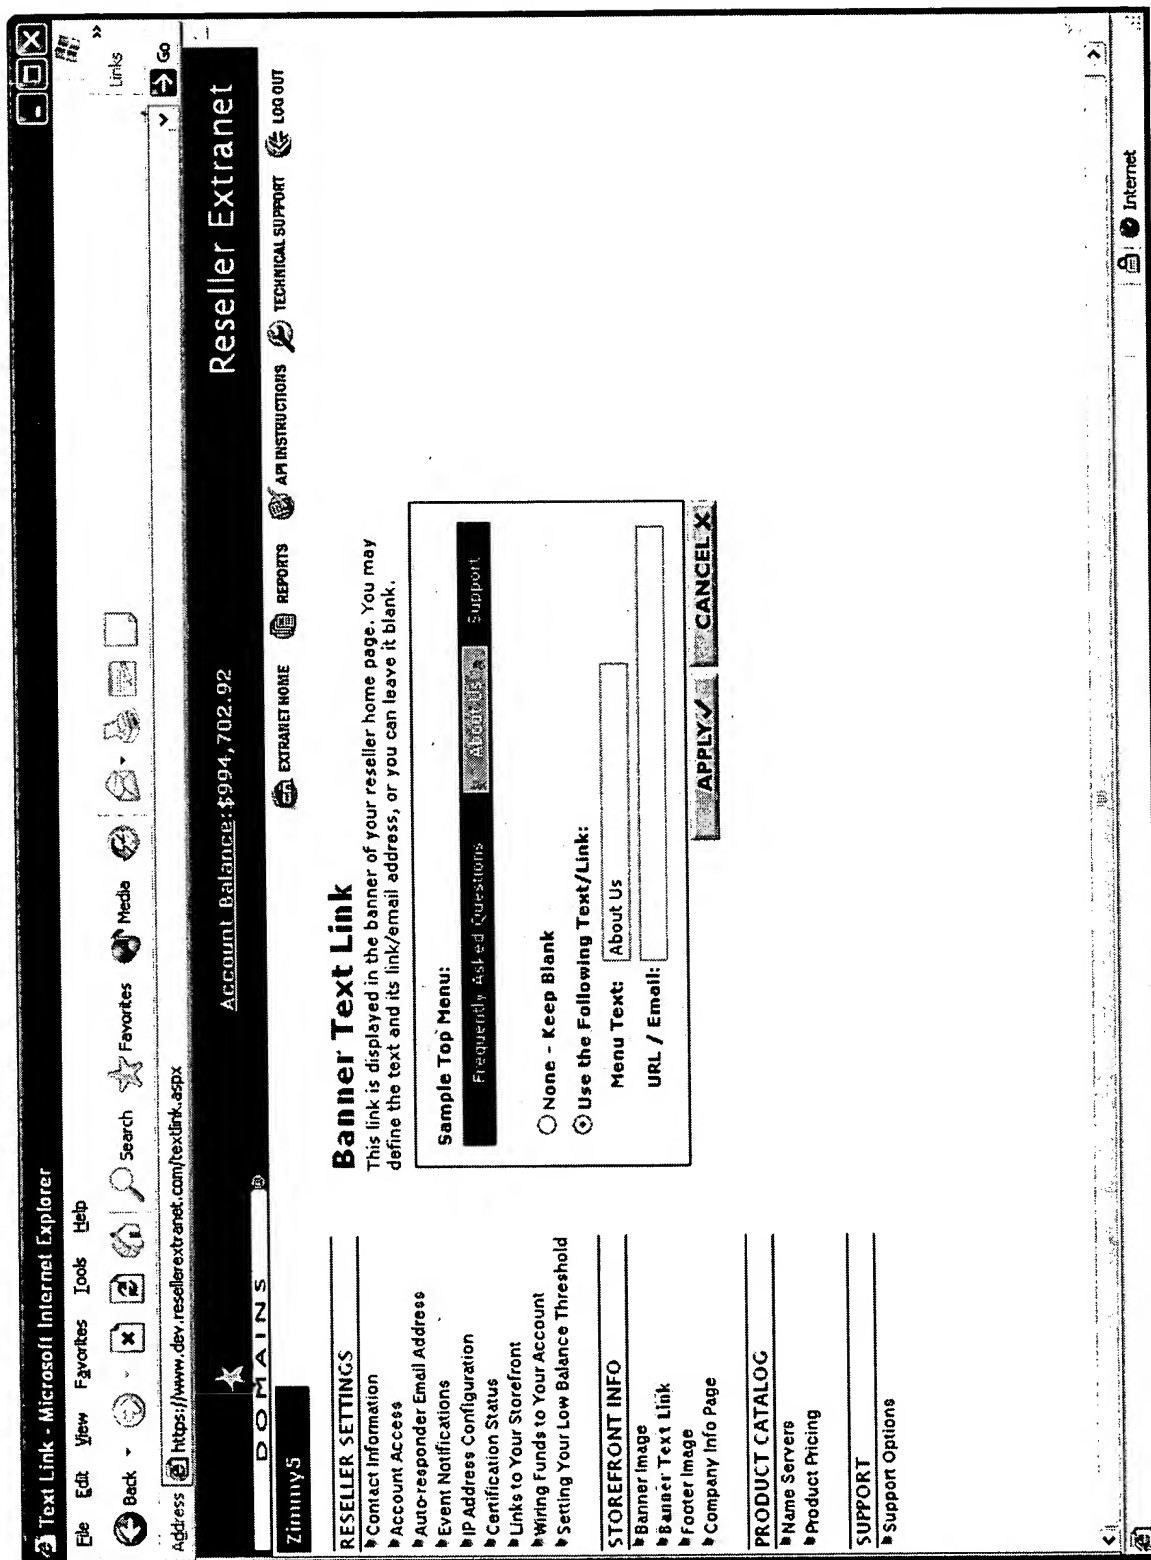 Text Link - Microsoft Internet Explorer
File Edit View Favorites Tools Help
Back Search Favorites Media
Links
Address https://www.dev.resellerextranet.com/textlink.aspx Go
DOMAINS
Account Balance:$994,702.92
Reseller Extranet
Zimmy5
EXTRANET HOME REPORTS API INSTRUCTIONS TECHNICAL SUPPORT LOG OUT
RESELLER SETTINGS
Contact Information
Account Access
Auto-responder Email Address
Event Notifications
IP Address Configuration
Certification Status
Links to Your Storefront
Wiring Funds to Your Account
Setting Your Low Balance Threshold
STOREFRONT INFO
Banner Image
Banner Text Link
Footer Image
Company Info Page
PRODUCT CATALOG
Name Servers
Product Pricing
SUPPORT
Support Options
Banner Text Link
This link is displayed in the banner of your reseller home page. You may
define the text and its link/email address, or you can leave it blank.
Sample Top Menu:
Frequently Asked Questions About Us Support
None - Keep Blank
Use the Following Text/Link:
Menu Text: About Us
URL / Email:
APPLY CANCEL X
Internet